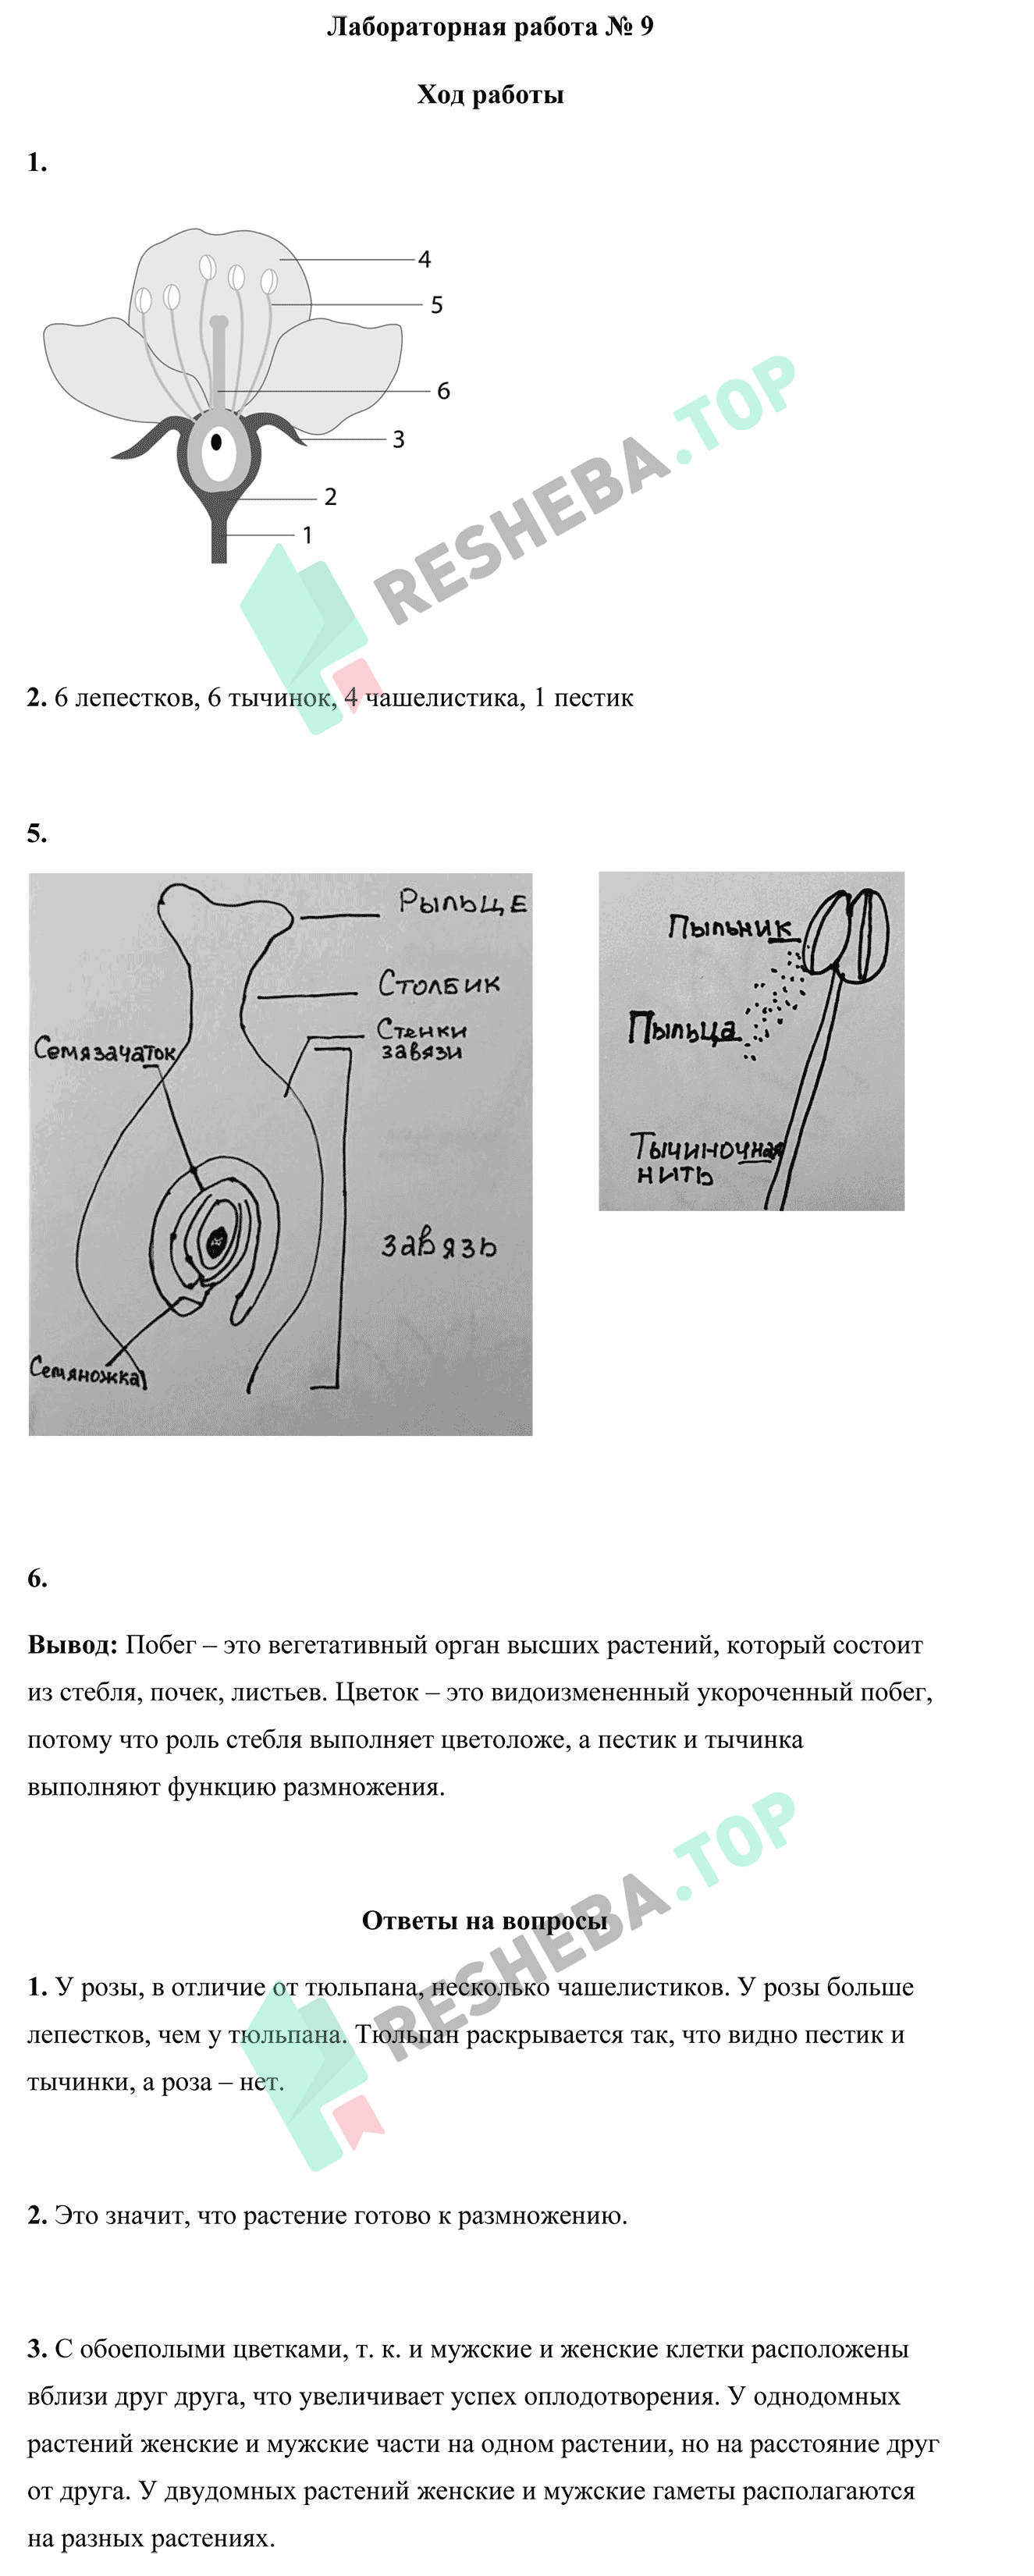 Лабораторная работа № 9
Ход работы
1.
4
5
6
3
2
1
RESHEBA.TOP
2. 6 лепестков, 6 тычинок, 4 чашелистика, 1 пестик
5.
Рыльце
Столбик
Стенки
завязи
Семязачаток
завязь
Семяножка
Пыльник
Пыльца
Тычиночная
нить
6.
Вывод: Побег – это вегетативный орган высших растений, который состоит
из стебля, почек, листьев. Цветок – это видоизмененный укороченный побег,
потому что роль стебля выполняет цветоложе, а пестик и тычинка
выполняют функцию размножения.
RESHEBA.TOP
Ответы на вопросы
1. У розы, в отличие от тюльпана, несколько чашелистиков. У розы больше
лепестков, чем у тюльпана. Тюльпан раскрывается так, что видно пестик и
тычинки, а роза – нет.
2. Это значит, что растение готово к размножению.
3. С обоеполыми цветками, т. к. и мужские и женские клетки расположены
вблизи друг друга, что увеличивает успех оплодотворения. У однодомных
растений женские и мужские части на одном растении, но на расстояние друг
от друга. У двудомных растений женские и мужские гаметы располагаются
на разных растениях.